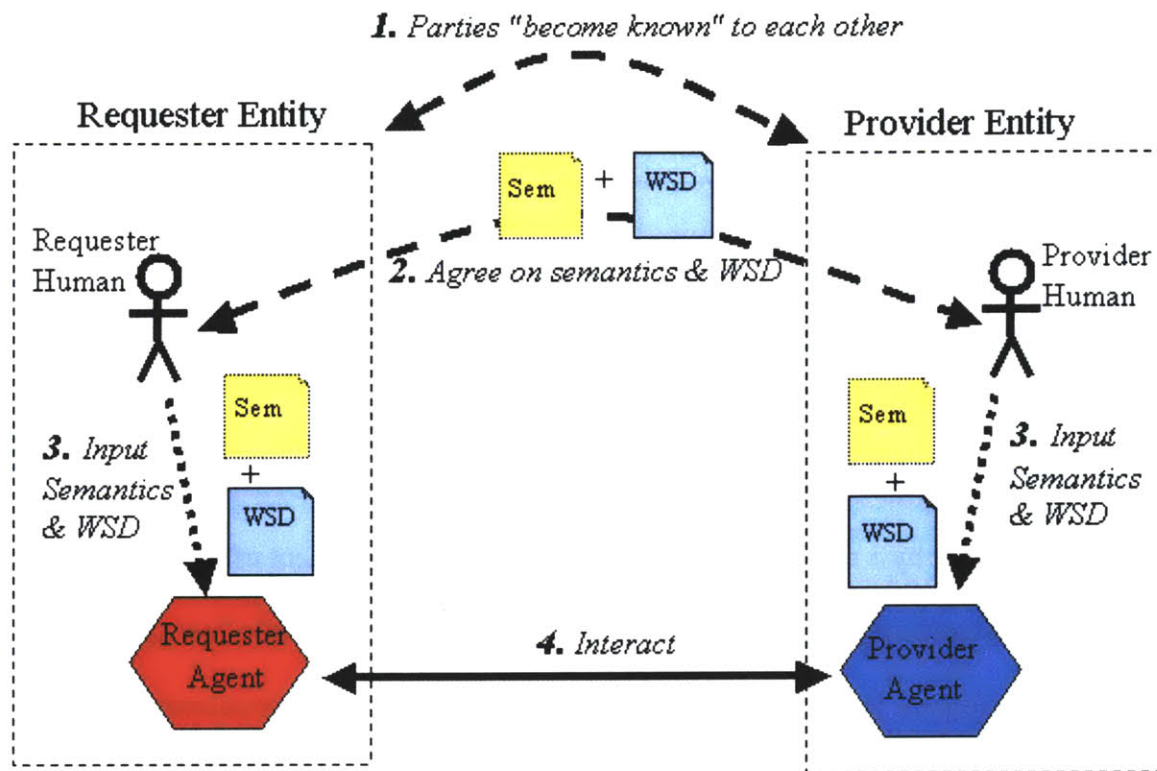 1. Parties "become known" to each other
Requester Entity
Provider Entity
Sem
+
WSD
Requester
Human
2. Agree on semantics & WSD
Provider
Human
Sem
+
WSD
3. Input
Semantics
& WSD
Sem
+
WSD
3. Input
Semantics
& WSD
Requester
Agent
4. Interact
Provider
Agent